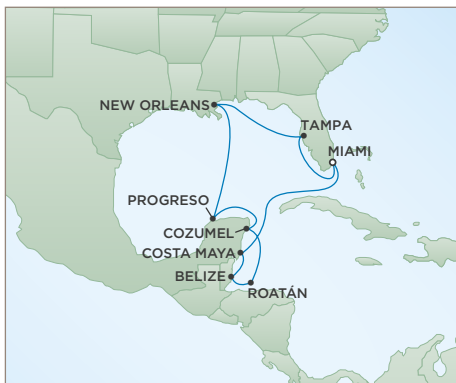 NEW ORLEANS
TAMPA
MIAMI
PROGRESO
COZUMEL
COSTA MAYA
BELIZE
ROATÁN